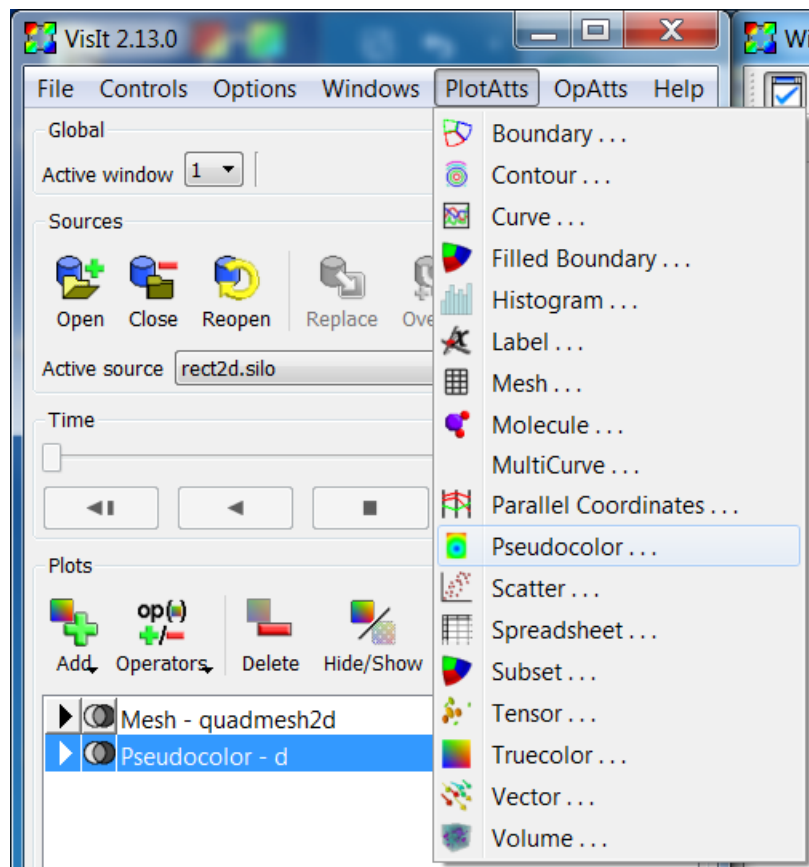 VisIt 2.13.0
Wi
File Controls Options Windows PlotAtts OpAtts Help
Global
Active window 1
Sources
Open Close Reopen Replace Ove
Active source rect2d.silo
Time
Plots
Add Operators Delete Hide/Show
op()
Mesh - quadmesh2d
Pseudocolor - d
Boundary . . .
Contour . . .
Curve . . .
Filled Boundary . . .
Histogram . . .
Label . . .
Mesh . . .
Molecule . . .
MultiCurve . . .
Parallel Coordinates . . .
Pseudocolor . . .
Scatter . . .
Spreadsheet . . .
Subset . . .
Tensor . . .
Truecolor . . .
Vector . . .
Volume . . .